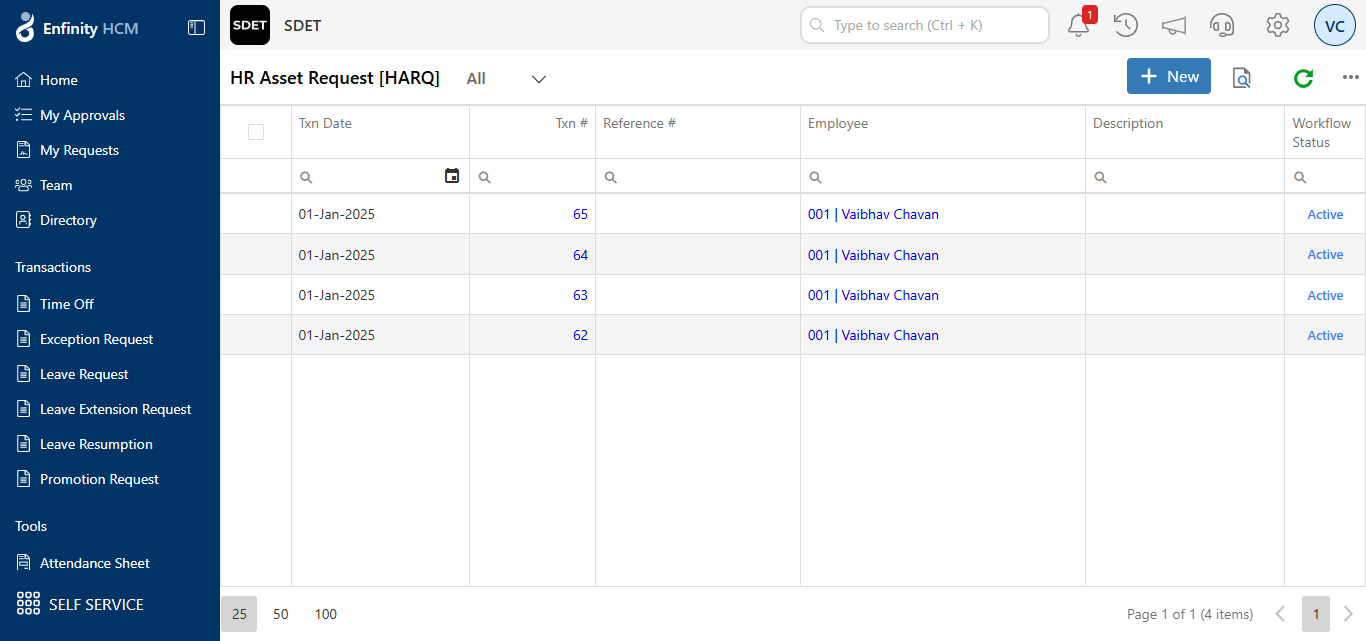 Enfinity HCM
SDET
SDET
Type to search (Ctrl + K)
1
VC
Home
My Approvals
My Requests
Team
Directory
Transactions
Time Off
Exception Request
Leave Request
Leave Extension Request
Leave Resumption
Promotion Request
Tools
Attendance Sheet
SELF SERVICE
HR Asset Request [HARQ]
All
New
Txn Date
Txn #
Reference #
Employee
Description
Workflow
Status
01-Jan-2025 65 001 | Vaibhav Chavan Active
01-Jan-2025 64 001 | Vaibhav Chavan Active
01-Jan-2025 63 001 | Vaibhav Chavan Active
01-Jan-2025 62 001 | Vaibhav Chavan Active
25 50 100
Page 1 of 1 (4 items)
1